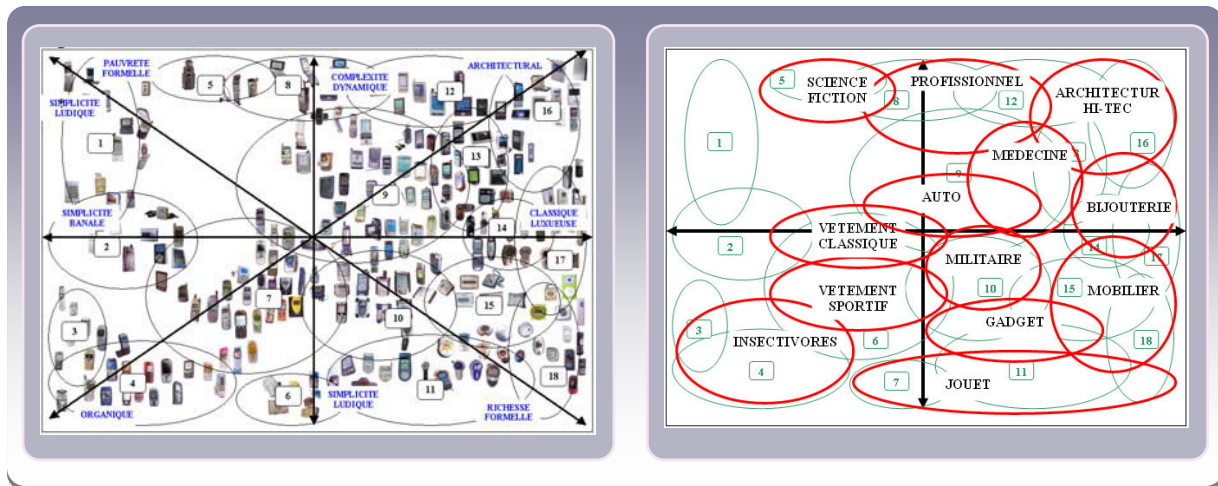 PAUVRETE
FORMELLE
SIMPLICITE
LUDIQUE
5
8
COMPLEXITE
DYNAMIQUE
ARCHITECTURAL
12
16
1
13
9
SIMPLICITE
BANALE
2
14
CLASSIQUE
LUXUEUSE
17
7
15
10
3
4
ORGANIQUE
6
SIMPLICITE
LUDIQUE
11
18
RICHESSE
FORMELLE
5
SCIENCE
FICTION
8
PROFISSIONNEL
12
ARCHITECTUR
HI-TEC
16
1
MEDECINE
9
AUTO
BIJOUTERIE
2
VETEMENT
CLASSIQUE
14
17
MILITAIRE
10
15
MOBILIER
VETEMENT
SPORTIF
3
INSECTIVORES
6
GADGET
18
4
7
JOUET
11